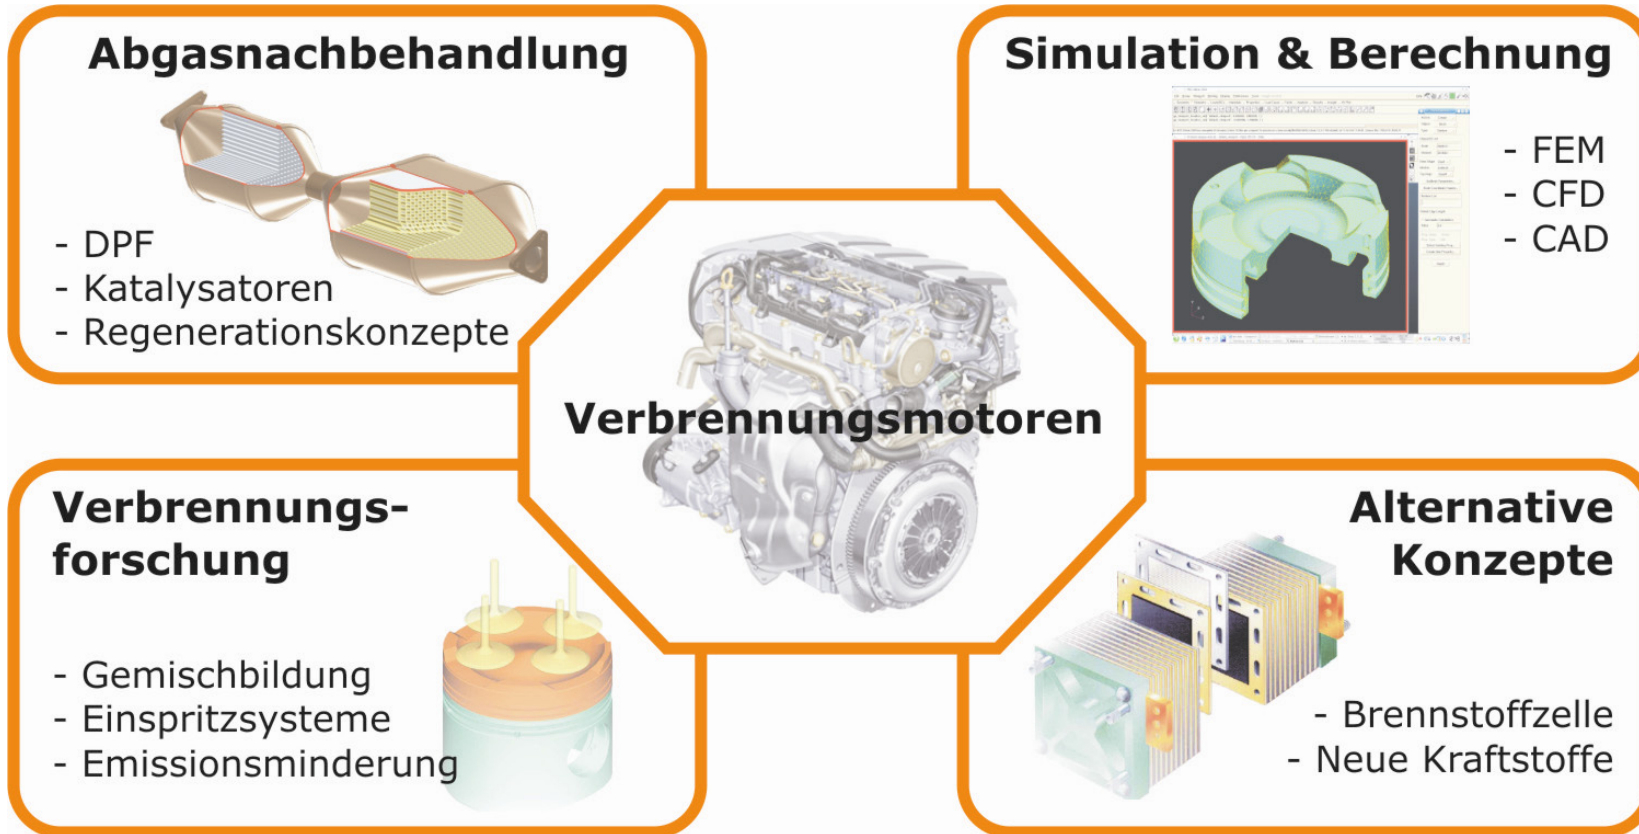 Abgasnachbehandlung
- DPF
- Katalysatoren
- Regenerationskonzepte
Simulation & Berechnung
- FEM
- CFD
- CAD
Verbrennungsmotoren
Verbrennungs-
forschung
- Gemischbildung
- Einspritzsysteme
- Emissionsminderung
Alternative
Konzepte
- Brennstoffzelle
- Neue Kraftstoffe